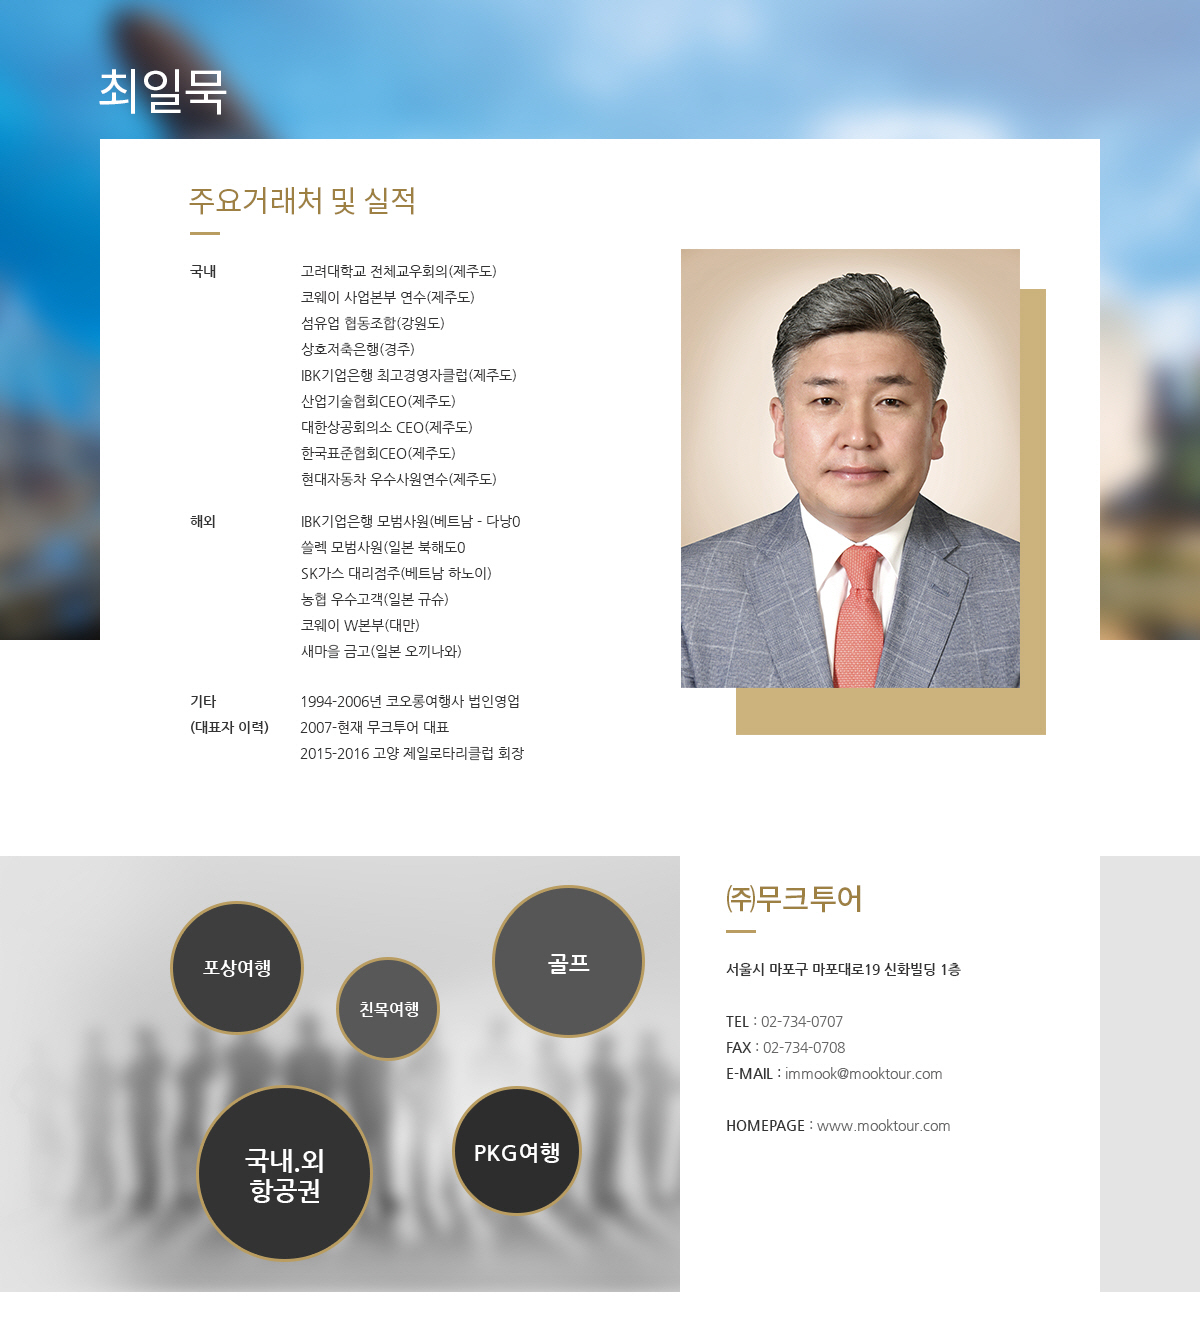 최일묵
주요거래처 및 실적
국내
고려대학교 전체교우회의(제주도)
코웨이 사업본부 연수(제주도)
섬유업 협동조합(강원도)
상호저축은행(경주)
IBK기업은행 최고경영자클럽(제주도)
산업기술협회CEO(제주도)
대한상공회의소 CEO(제주도)
한국표준협회CEO(제주도)
현대자동차 우수사원연수(제주도)
해외
IBK기업은행 모범사원(베트남 - 다낭0
쓸렉 모범사원(일본 북해도0
SK가스 대리점주(베트남 하노이)
농협 우수고객(일본 규슈)
코웨이 W본부(대만)
새마을 금고(일본 오끼나와)
기타
(대표자 이력)
1994-2006년 코오롱여행사 법인영업
2007-현재 무크투어 대표
2015-2016 고양 제일로타리클럽 회장
포상여행
친목여행
골프
국내.외
항공권
PKG여행
㈜무크투어
서울시 마포구 마포대로19 신화빌딩 1층
TEL : 02-734-0707
FAX : 02-734-0708
E-MAIL : immook@mooktour.com
HOMEPAGE : www.mooktour.com